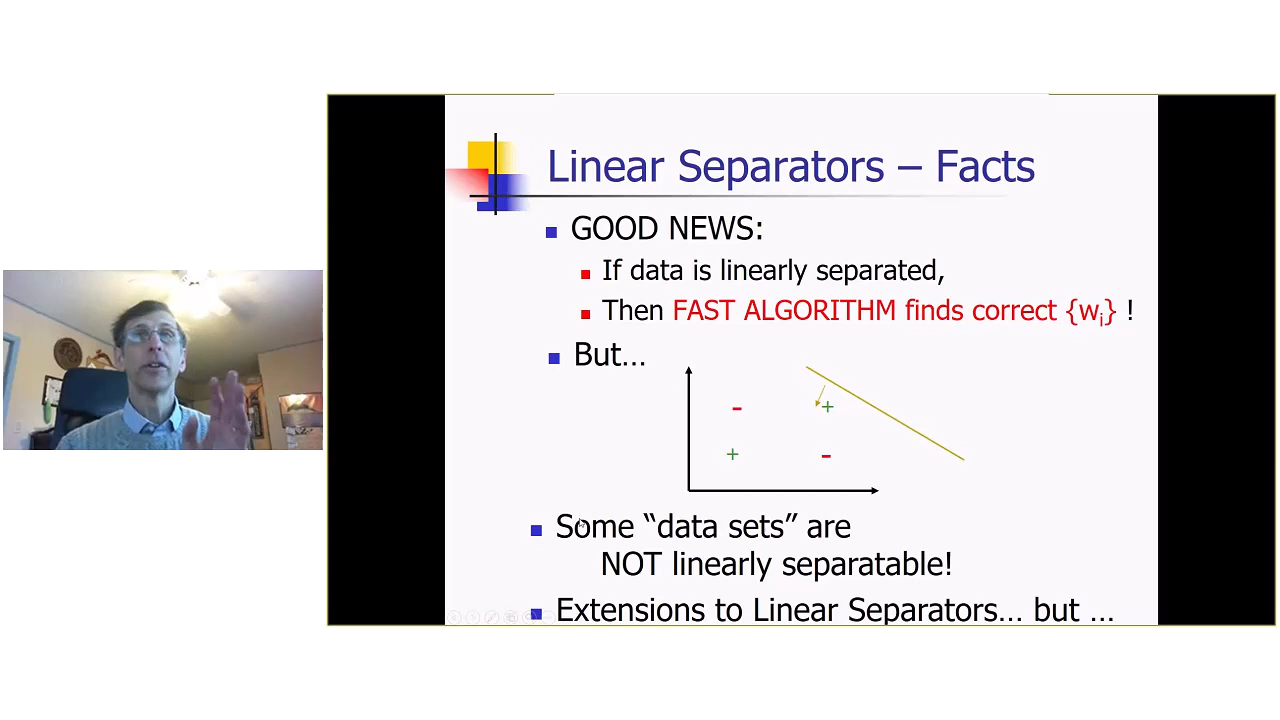 Linear Separators – Facts
GOOD NEWS:
If data is linearly separated,
Then FAST ALGORITHM finds correct {wi} !
But…
- +
+ -
Some “data sets” are
NOT linearly separatable!
Extensions to Linear Separators… but …